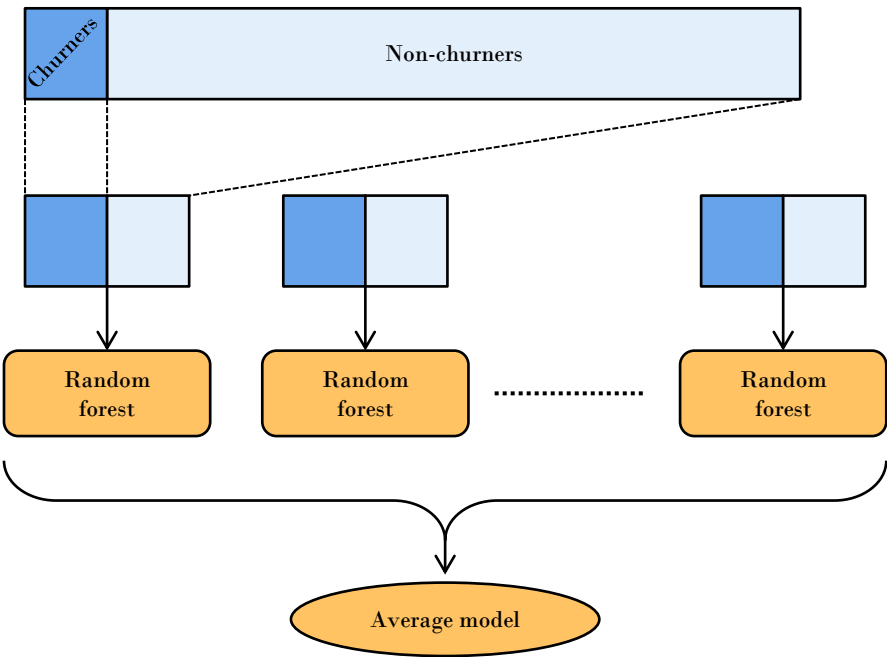 Churners
Non-churners
Random
forest
Random
forest
Random
forest
Average model